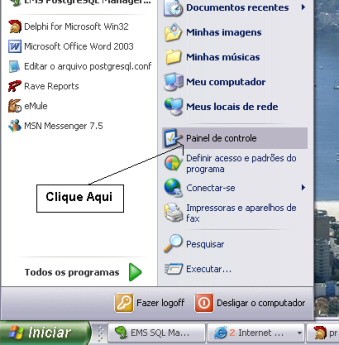 EMS PostgreSQL Manager...
Delphi for Microsoft Win32
Microsoft Office Word 2003
Editar o arquivo postgresql.conf
Rave Reports
eMule
MSN Messenger 7.5
Clique Aqui
Todos os programas
Documentos recentes
Minhas imagens
Minhas músicas
Meu computador
Meus locais de rede
Painel de controle
Definir acesso e padrões do
programa
Conectar-se
Impressoras e aparelhos de
fax
Pesquisar
Executar...
Fazer logoff
Desligar o computador
Iniciar
EMS SQL Ma...
2 Internet ...
pr